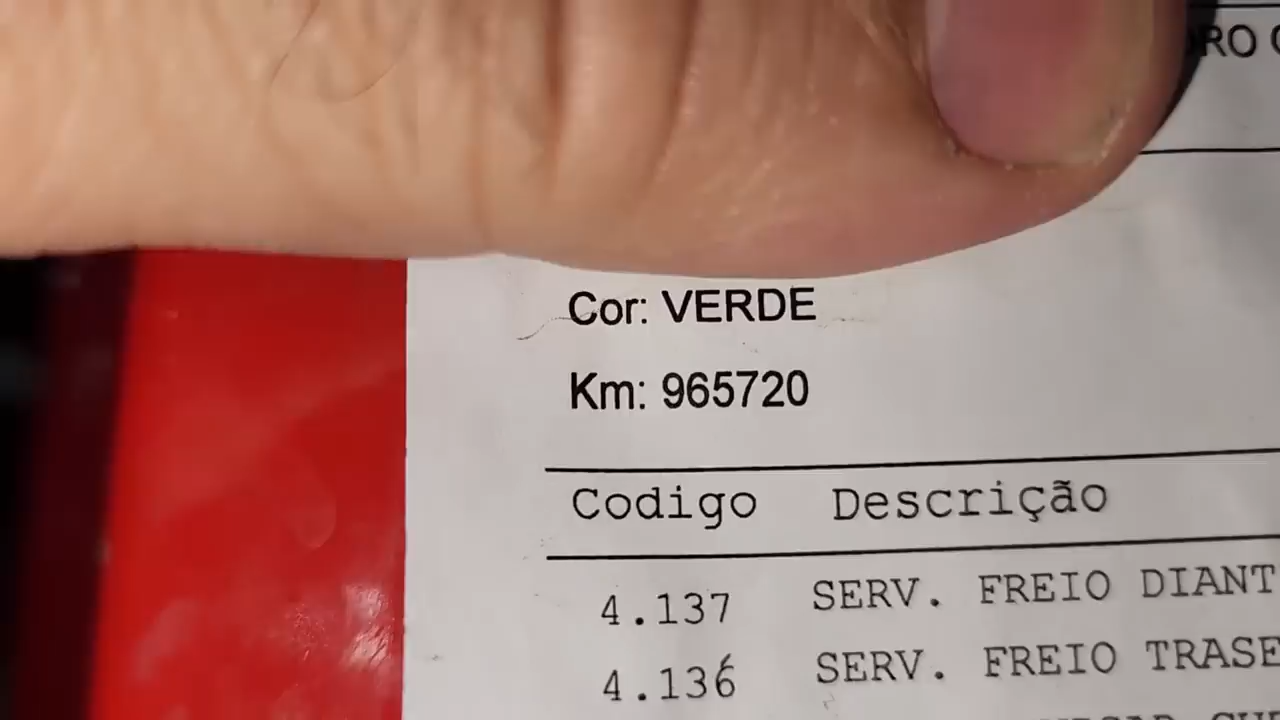 Cor: VERDE
Km: 965720
Codigo Descrição
4.137 SERV. FREIO DIANT
4.136 SERV. FREIO TRASE